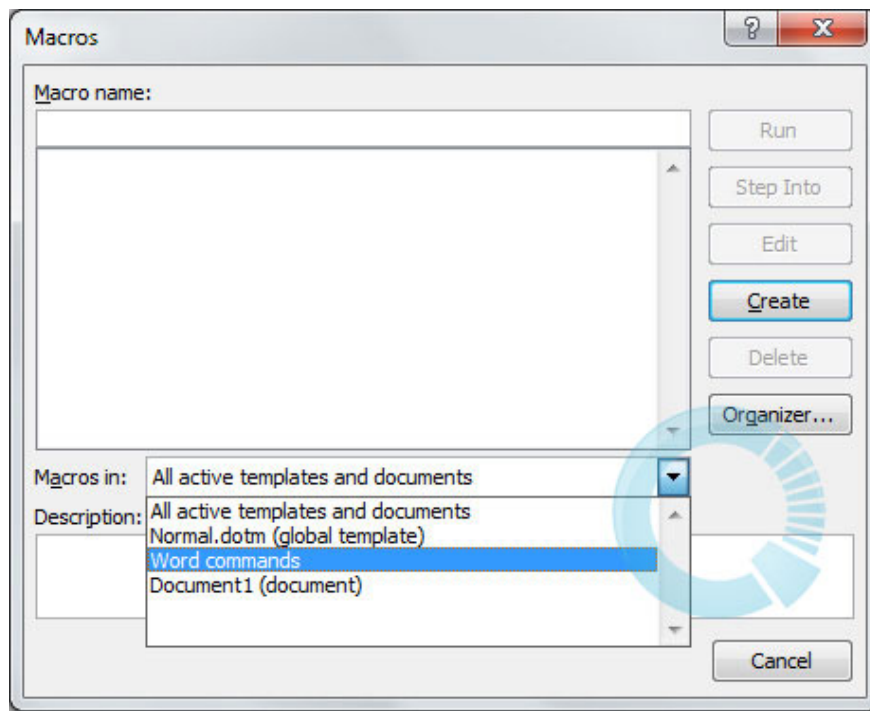 Macros
Macro name:
Run
Step Into
Edit
Create
Delete
Organizer...
Macros in: All active templates and documents
All active templates and documents
Description:
Normal.dotm (global template)
Word commands
Document1 (document)
Cancel